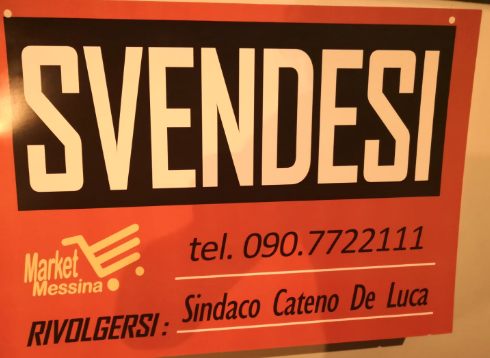 SVENDESI
Market
Messina
tel. 090.7722111
RIVOLGERSI: Sindaco Cateno De Luca